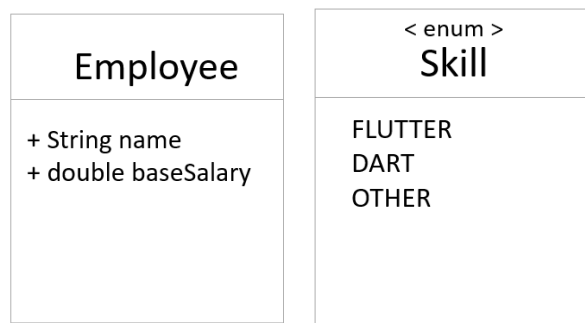 Employee
+ String name
+ double baseSalary
< enum >
Skill
FLUTTER
DART
OTHER